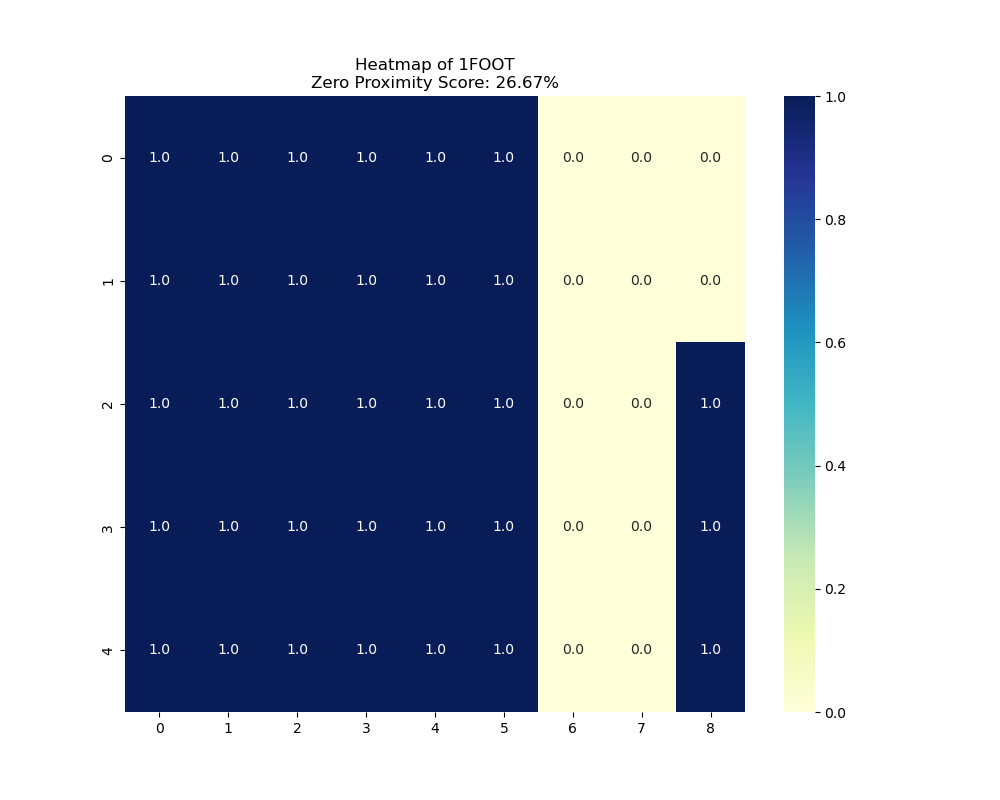 Heatmap of 1FOOT
Zero Proximity Score: 26.67%
1.0
0 1.0 1.0 1.0 1.0 1.0 1.0 0.0 0.0 0.0
0.8
1 1.0 1.0 1.0 1.0 1.0 1.0 0.0 0.0 0.0
0.6
2 1.0 1.0 1.0 1.0 1.0 1.0 0.0 0.0 1.0
0.4
3 1.0 1.0 1.0 1.0 1.0 1.0 0.0 0.0 1.0
0.2
4 1.0 1.0 1.0 1.0 1.0 1.0 0.0 0.0 1.0
0.0
0 1 2 3 4 5 6 7 8